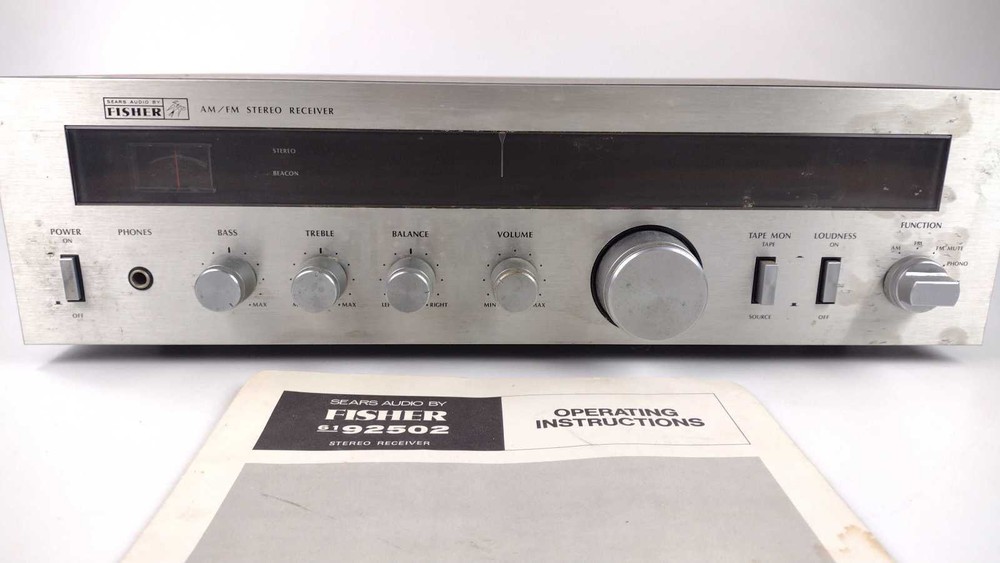 SEARS AUDIO BY
FISHER
AM/FM STEREO RECEIVER
STEREO
BEACON
POWER
ON
OFF
PHONES
BASS
MAX
TREBLE
MAX
BALANCE
RIGHT
VOLUME
MIN
TAPE MON
TAPE
SOURCE
LOUDNESS
ON
OFF
FUNCTION
AM
FM
FM MUTE
PHONO
SEARS AUDIO BY
FISHER
6192502
STEREO RECEIVER
OPERATING
INSTRUCTIONS